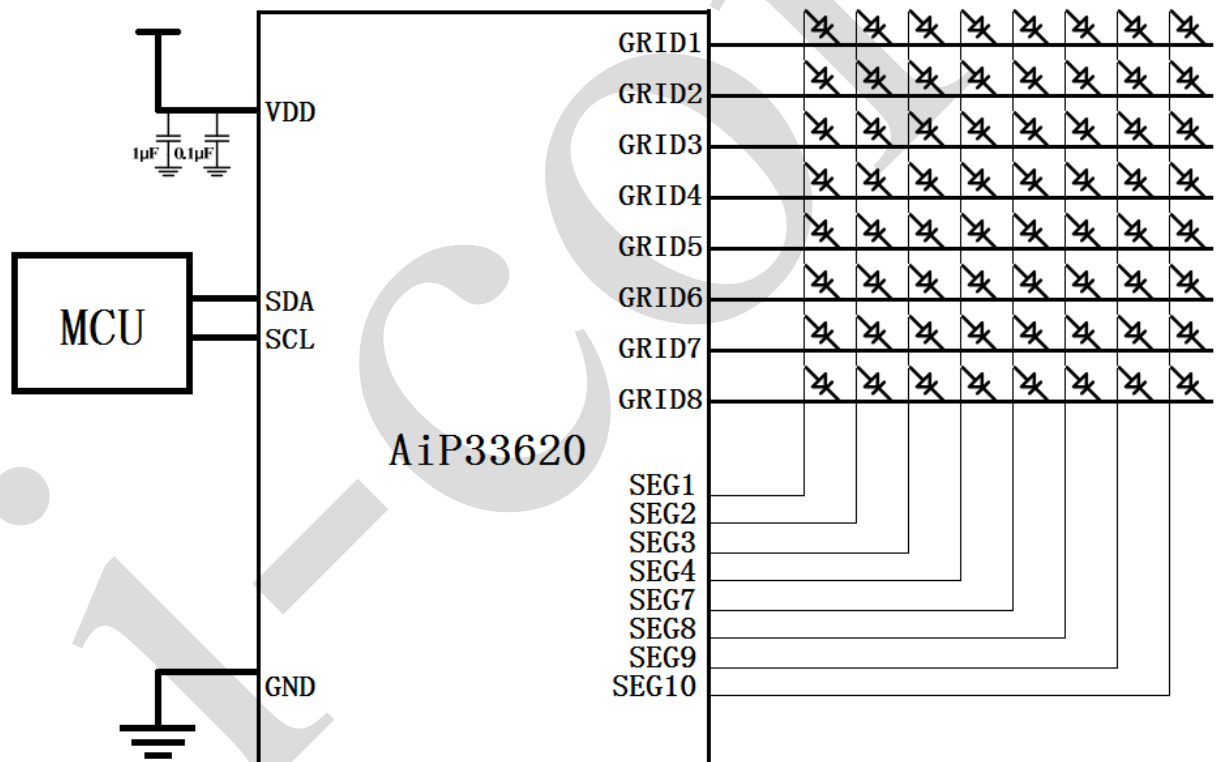 GRID1
GRID2
VDD
1μF 0.1μF
GRID3
GRID4
GRID5
SDA
GRID6
MCU
SCL
GRID7
GRID8
AiP33620
SEG1
SEG2
SEG3
SEG4
SEG7
SEG8
SEG9
GND
SEG10